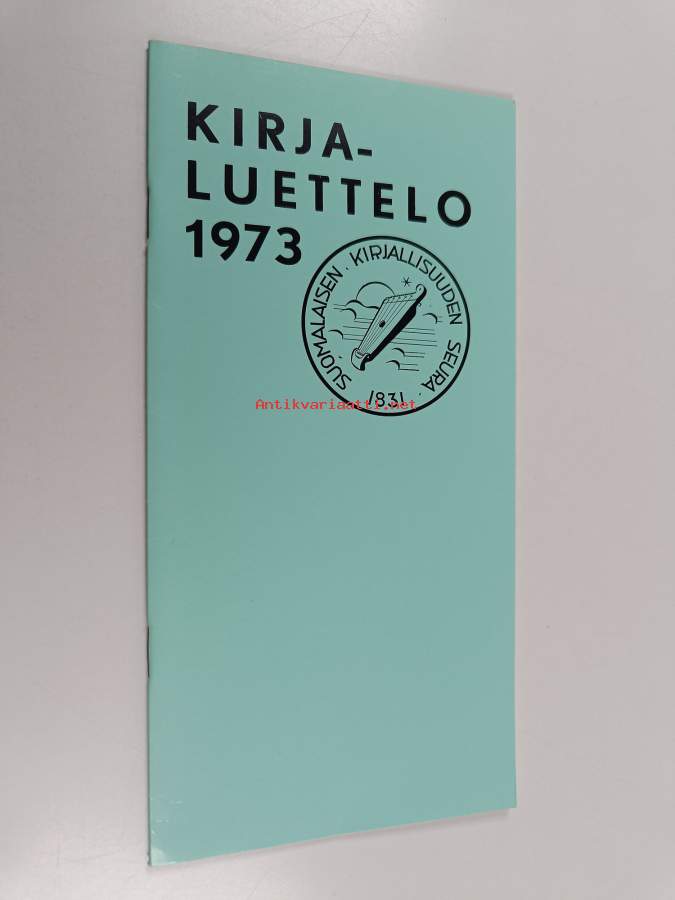 KIRJA-
LUETTELO
1973
SUOMALAISEN · KIRJALLISUUDEN SEURA ·
1831
Antikvariaatti.net